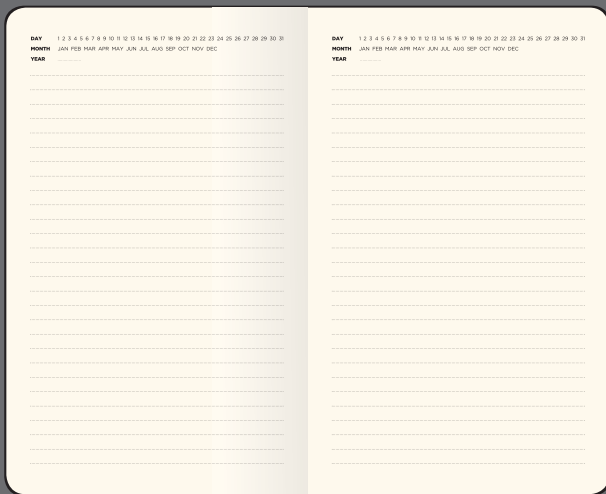 DAY 1 2 3 4 5 6 7 8 9 10 11 12 13 14 15 16 17 18 19 20 21 22 23 24 25 26 27 28 29 30 31
MONTH JAN FEB MAR APR MAY JUN JUL AUG SEP OCT NOV DEC
YEAR
DAY 1 2 3 4 5 6 7 8 9 10 11 12 13 14 15 16 17 18 19 20 21 22 23 24 25 26 27 28 29 30 31
MONTH JAN FEB MAR APR MAY JUN JUL AUG SEP OCT NOV DEC
YEAR